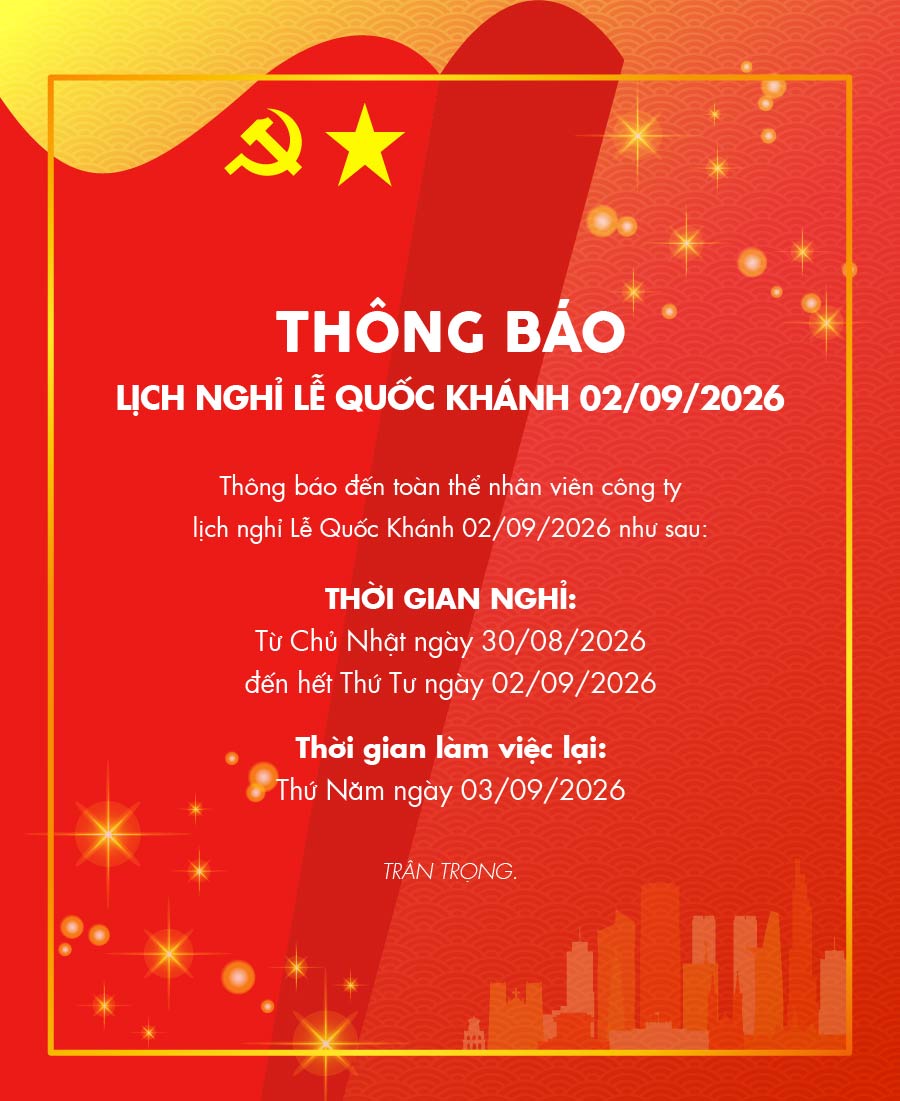 THÔNG BÁO
LỊCH NGHỈ LỄ QUỐC KHÁNH 02/09/2026
Thông báo đến toàn thể nhân viên công ty
lịch nghỉ Lễ Quốc Khánh 02/09/2026 như sau:
THỜI GIAN NGHỈ:
Từ Chủ Nhật ngày 30/08/2026
đến hết Thứ Tư ngày 02/09/2026
Thời gian làm việc lại:
Thứ Năm ngày 03/09/2026
TRÂN TRỌNG.